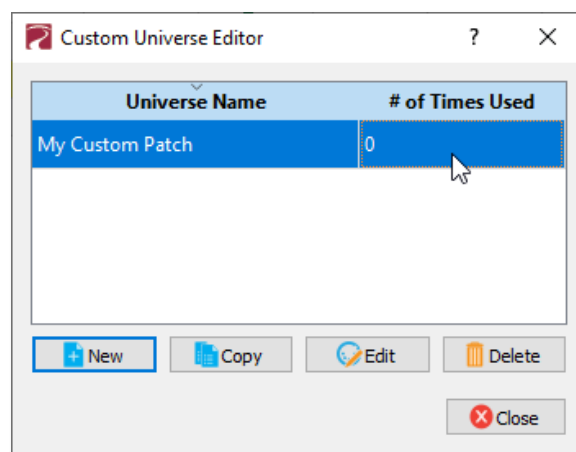 Custom Universe Editor ?
Universe Name # of Times Used
My Custom Patch 0
New Copy Edit Delete
Close